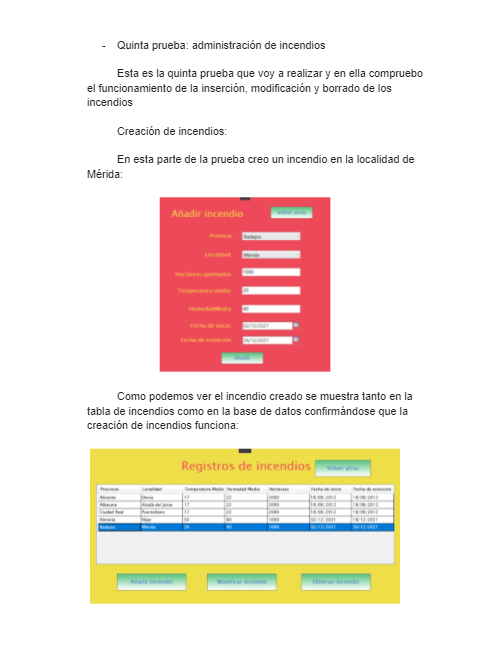 - Quinta prueba: administración de incendios
Esta es la quinta prueba que voy a realizar y en ella compruebo
el funcionamiento de la inserción, modificación y borrado de los
incendios
Creación de incendios:
En esta parte de la prueba creo un incendio en la localidad de
Mérida:
Añadir incendio Volver atras
Provincia Badajoz
Localidad Mérida
Hectáreas quemadas 1000
Temperatura media 20
HumedadMedia 40
Fecha de inicio 02/12/2021
Fecha de extinción 26/12/2021
Añadir
Como podemos ver el incendio creado se muestra tanto en la
tabla de incendios como en la base de datos confirmándose que la
creación de incendios funciona:
Registros de incendios Volver atras
Provincia Localidad Temperatura Media Humedad Media Hectareas Fecha de inicio Fecha de extinción
Alicante Denia 17 22 2000 18/08/2012 18/08/2012
Albacete Alcalá del Júcar 17 22 2000 18/08/2012 18/08/2012
Ciudad Real Puertollano 17 22 2000 18/08/2012 18/08/2012
Almería Níjar 10 80 1000 02/12/2021 18/12/2021
Badajoz Mérida 20 40 1000 02/12/2021 26/12/2021
Añadir Incendio Modificar Incendio Eliminar Incendio